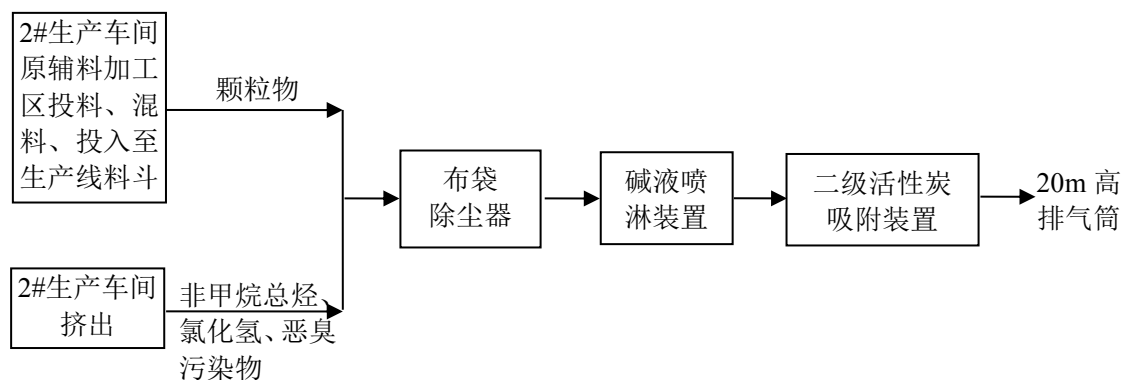 2#生产车间
原辅料加工
区投料、混
料、投入至
生产线料斗
颗粒物
2#生产车间
挤出
非甲烷总烃、
氯化氢、恶臭
污染物
布袋
除尘器
碱液喷
淋装置
二级活性炭
吸附装置
20m 高
排气筒